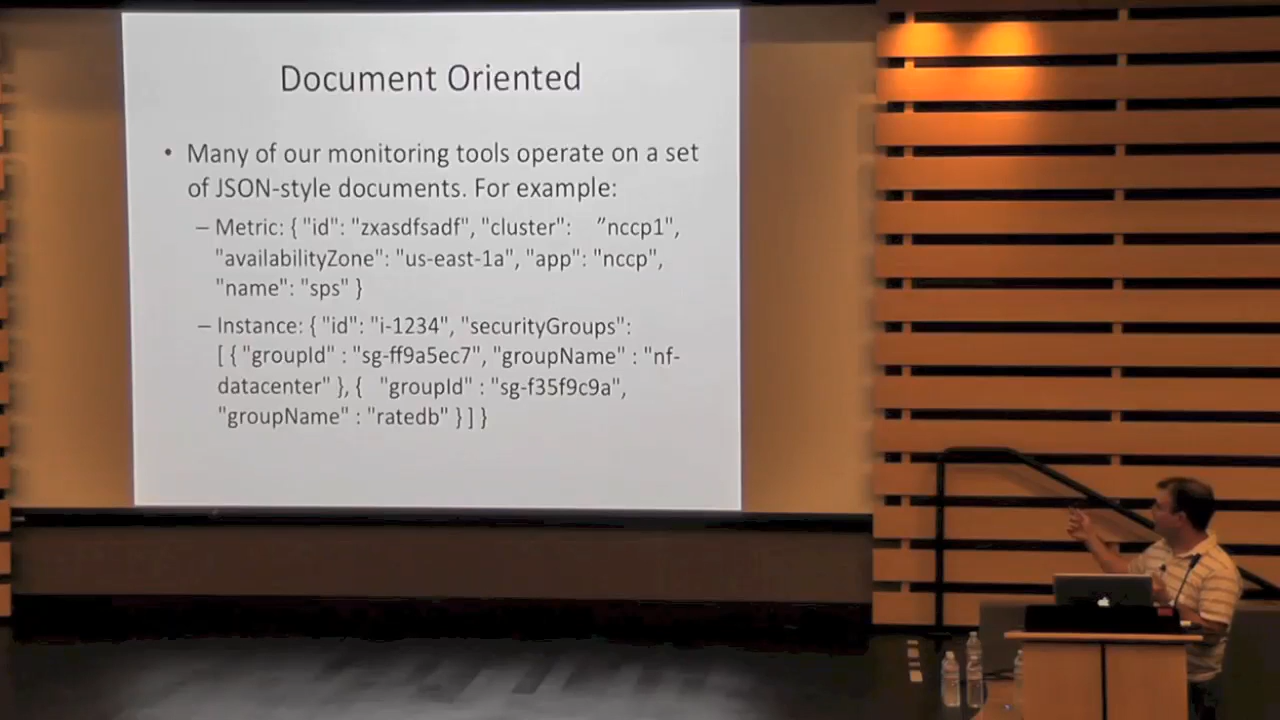 Document Oriented
• Many of our monitoring tools operate on a set
of JSON-style documents. For example:
– Metric: { "id": "zxasdfsadf", "cluster": ”nccp1",
"availabilityZone": "us-east-1a", "app": "nccp",
"name": "sps" }
– Instance: { "id": "i-1234", "securityGroups":
[ { "groupId" : "sg-ff9a5ec7", "groupName" : "nf-
datacenter" }, { "groupId" : "sg-f35f9c9a",
"groupName" : "ratedb" } ] }